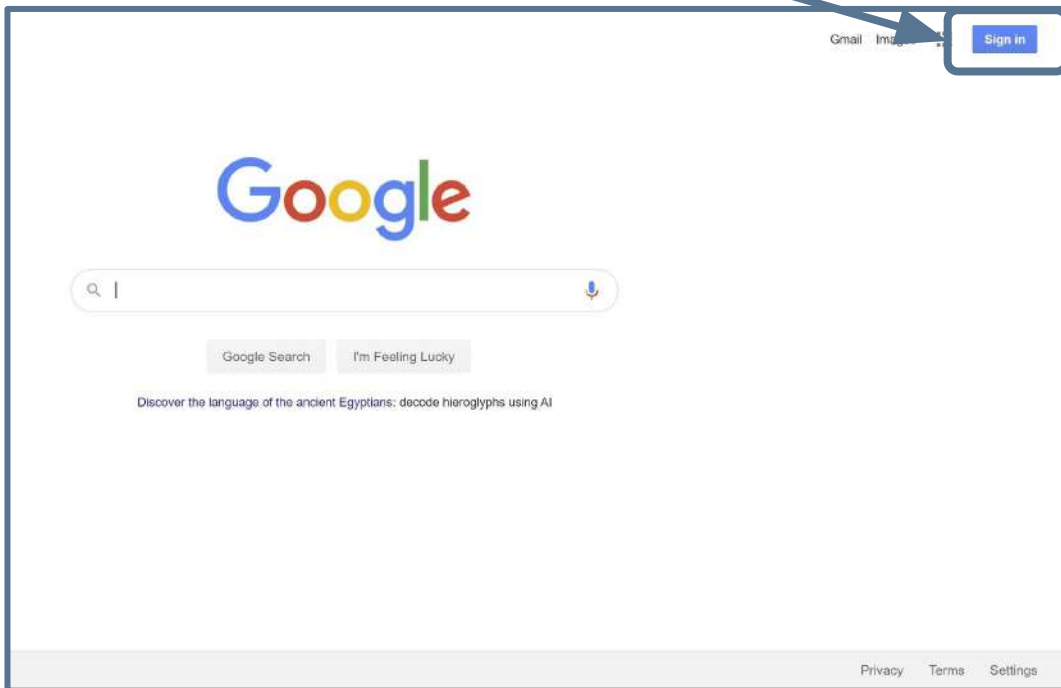 Gmail Images Sign in
Google
Google Search I'm Feeling Lucky
Discover the language of the ancient Egyptians: decode hieroglyphs using AI
Privacy Terms Settings